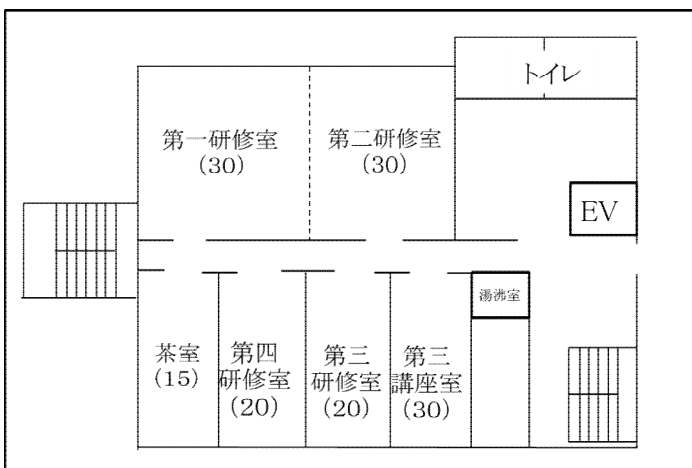 トイレ
第一研修室
(30)
第二研修室
(30)
EV
湯沸室
茶室
(15)
第四
研修室
(20)
第三
研修室
(20)
第三
講座室
(30)